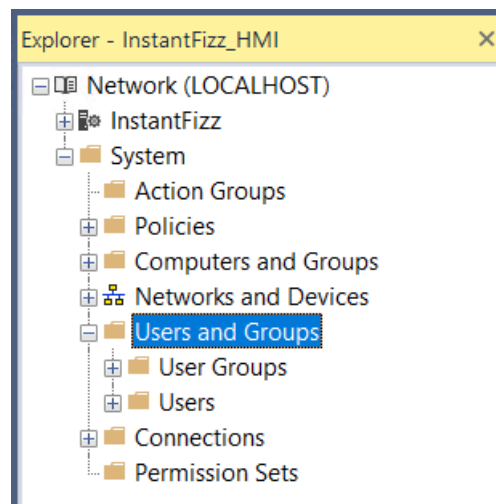 Explorer - InstantFizz_HMI
Network (LOCALHOST)
InstantFizz
System
Action Groups
Policies
Computers and Groups
Networks and Devices
Users and Groups
User Groups
Users
Connections
Permission Sets